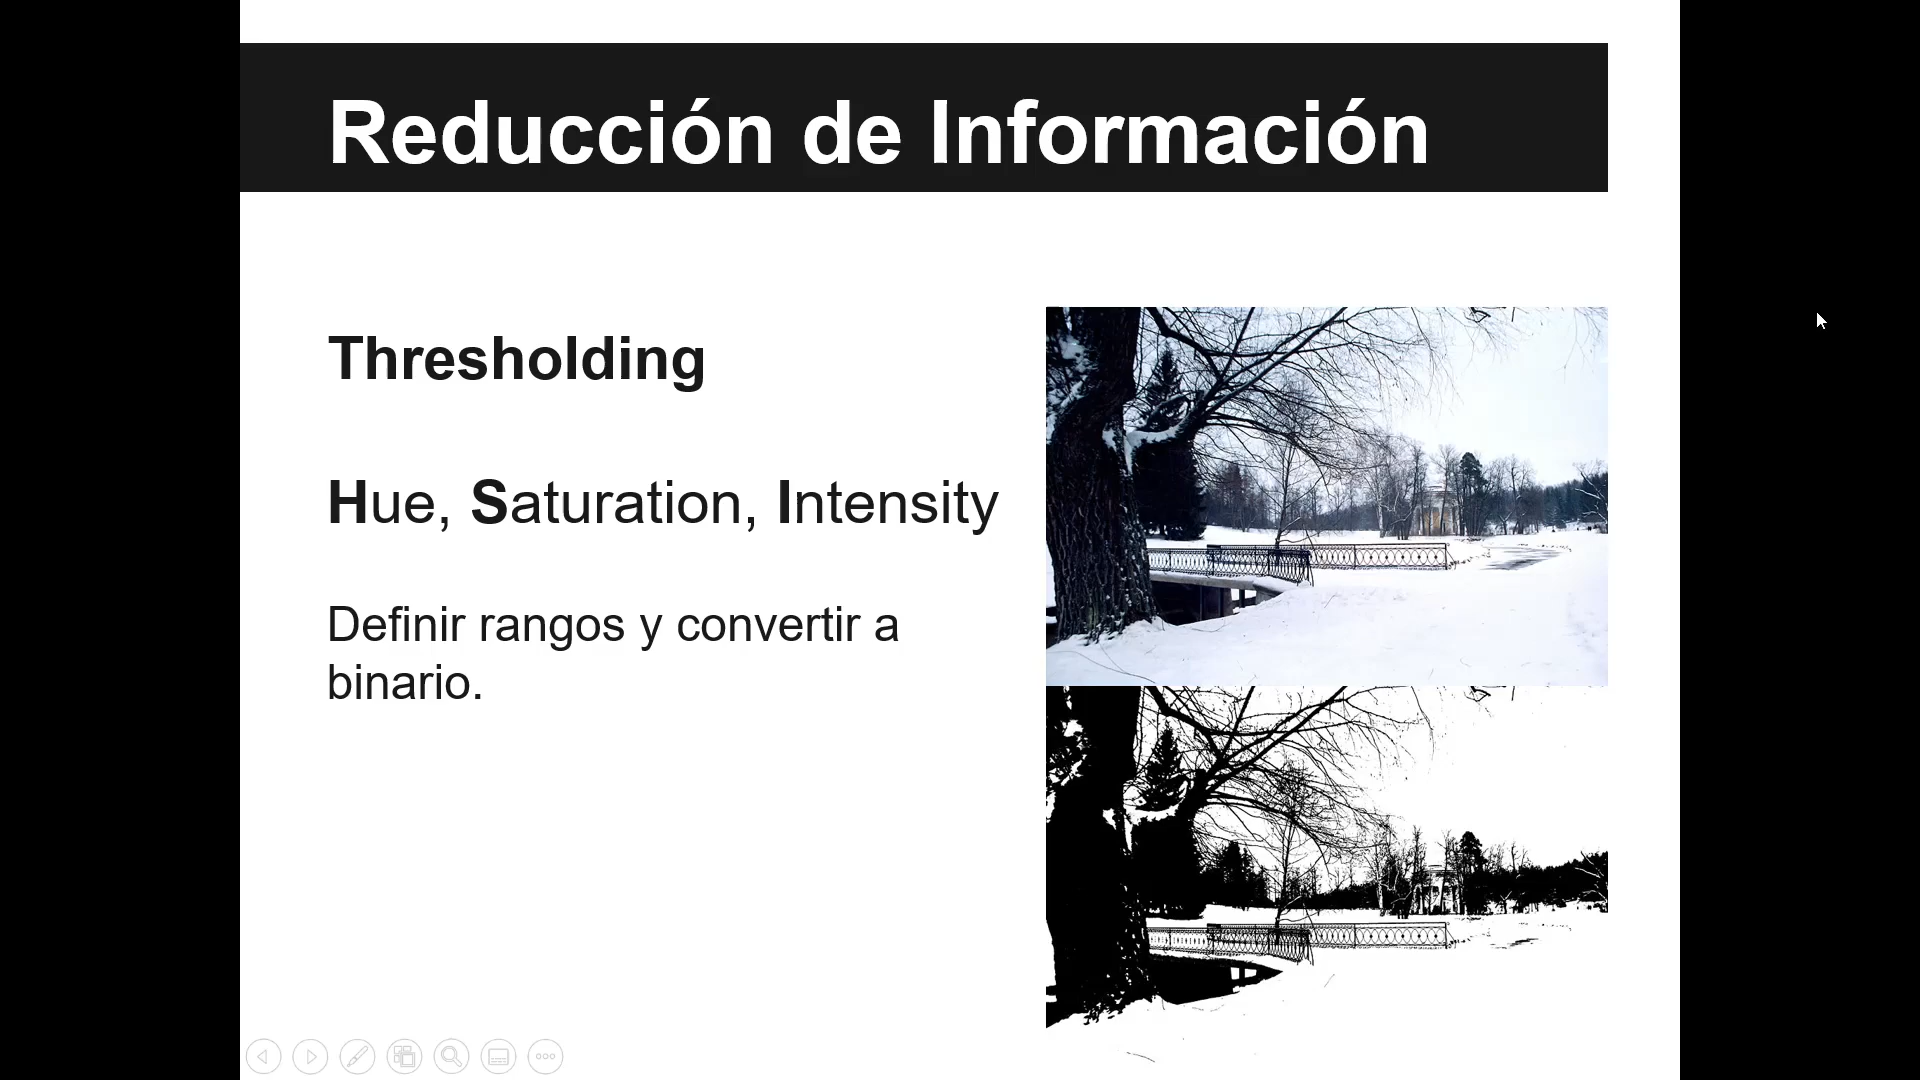 Reducción de Información
Thresholding
Hue, Saturation, Intensity
Definir rangos y convertir a
binario.